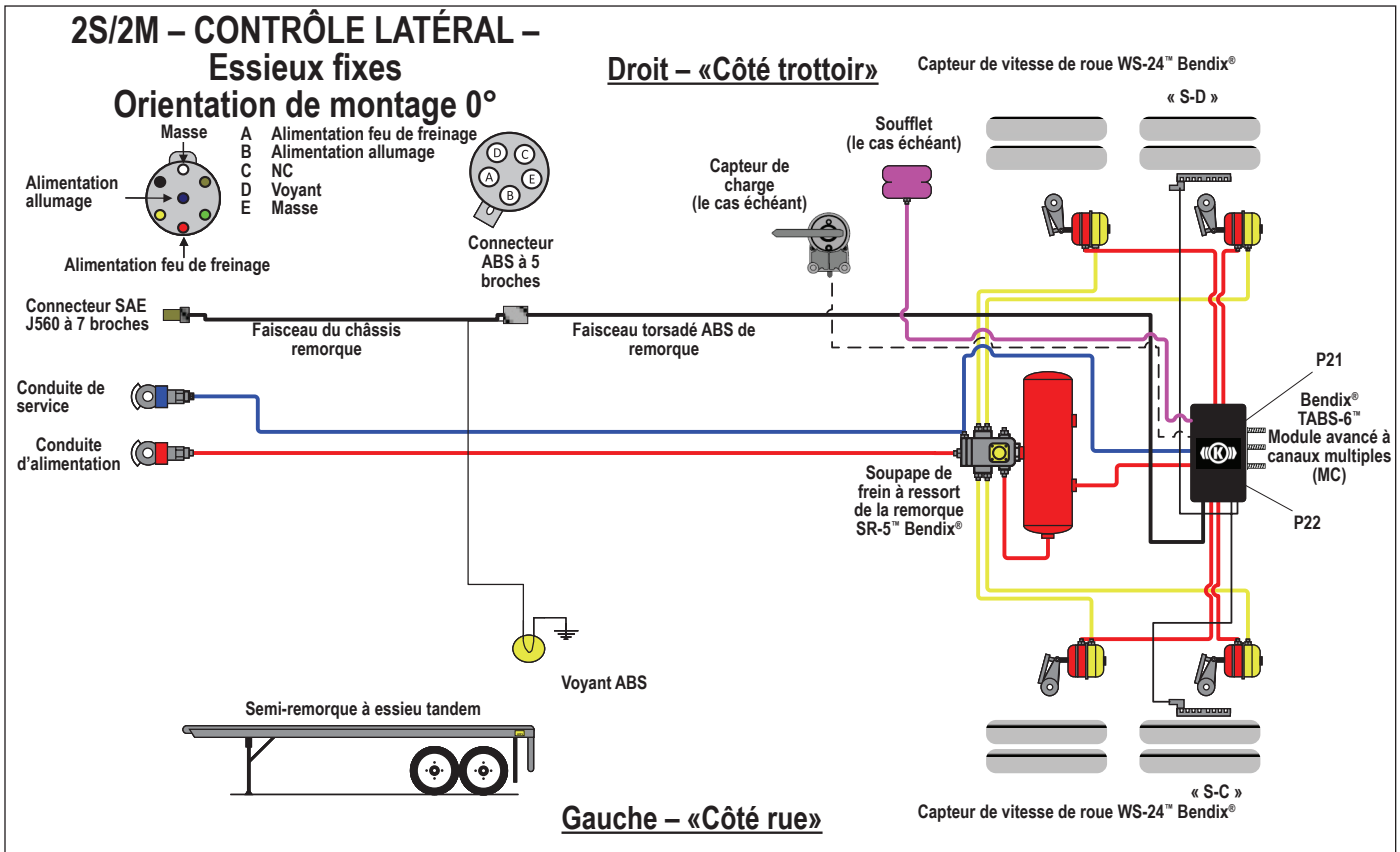 2S/2M – CONTRÔLE LATÉRAL –
Essieux fixes
Orientation de montage 0°
Droit – «Côté trottoir»
Capteur de vitesse de roue WS-24™ Bendix®
« S-D »
Masse
Alimentation
allumage
Alimentation feu de freinage
A Alimentation feu de freinage
B Alimentation allumage
C NC
D Voyant
E Masse
D
C
A
E
B
Connecteur
ABS à 5
broches
Capteur de
charge
(le cas échéant)
Soufflet
(le cas échéant)
Connecteur SAE
J560 à 7 broches
Faisceau du châssis
remorque
Faisceau torsadé ABS de
remorque
Conduite de
service
Conduite
d'alimentation
Soupape de
frein à ressort
de la remorque
SR-5™ Bendix®
P21
Bendix®
TABS-6™
Module avancé à
canaux multiples
(MC)
K
P22
Voyant ABS
Semi-remorque à essieu tandem
Gauche – «Côté rue»
« S-C »
Capteur de vitesse de roue WS-24™ Bendix®